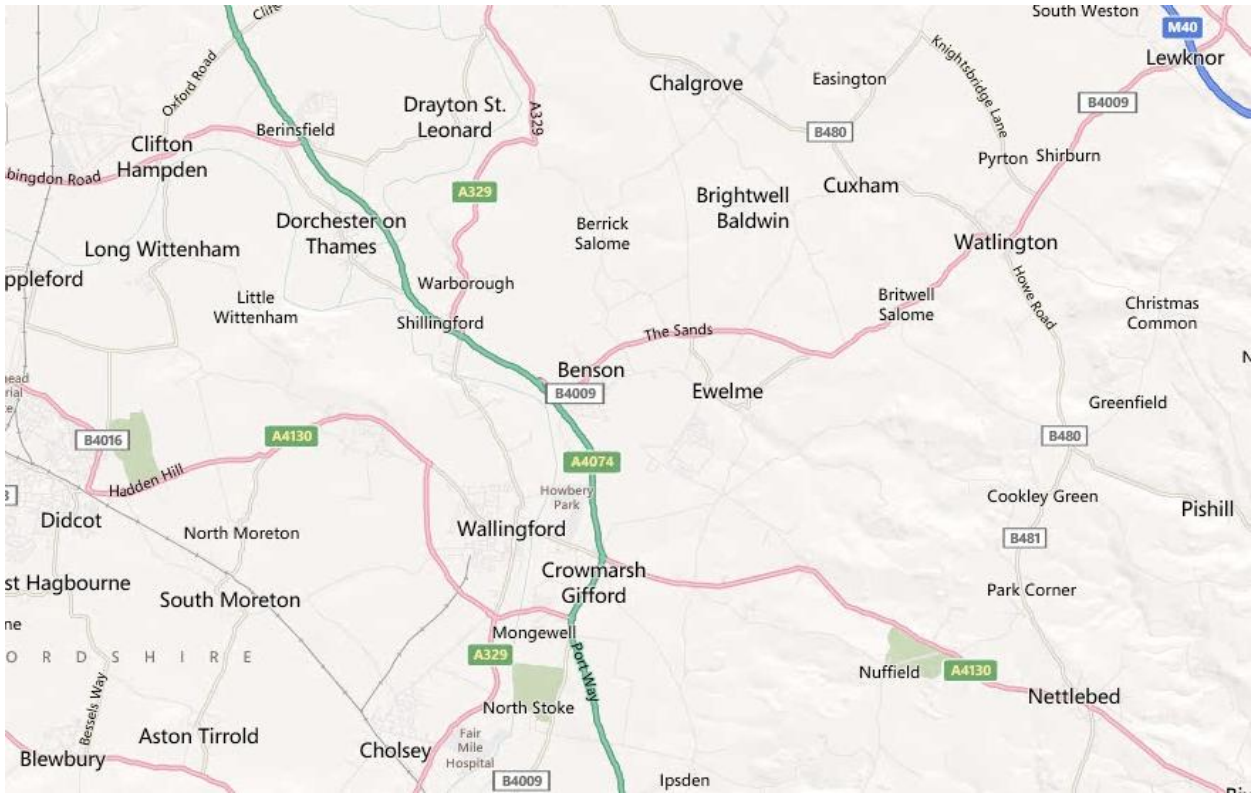 South Weston
M40
Clifto
Lewknor
Oxford Road
Knightsbridge Lane
Chalgrove
Easington
Drayton St.
Leonard
A329
B4009
Berinsfield
B480
Clifton
Hampden
Pyrton
Shirburn
bingdon Road
A329
Brightwell
Baldwin
Cuxham
Dorchester on
Thames
Berrick
Salome
Long Wittenham
Watlington
ppleford
Warborough
Howe Road
Little
Wittenham
Britwell
Salome
Christmas
Common
Shillingford
The Sands
N
Benson
B4009
Ewelme
Greenfield
B4016
A4130
B480
A4074
Hadden Hill
Howbery
Park
Cookley Green
3
Didcot
Pishill
North Moreton
Wallingford
B481
st Hagbourne
Crowmarsh
Gifford
Park Corner
South Moreton
ne
Mongewell
O R D S H I R E
A329
Port Way
Nuffield
A4130
Nettlebed
Bessels Way
North Stoke
Aston Tirrold
Cholsey
Fair
Mile
Hospital
Blewbury
B4009
Ipsden